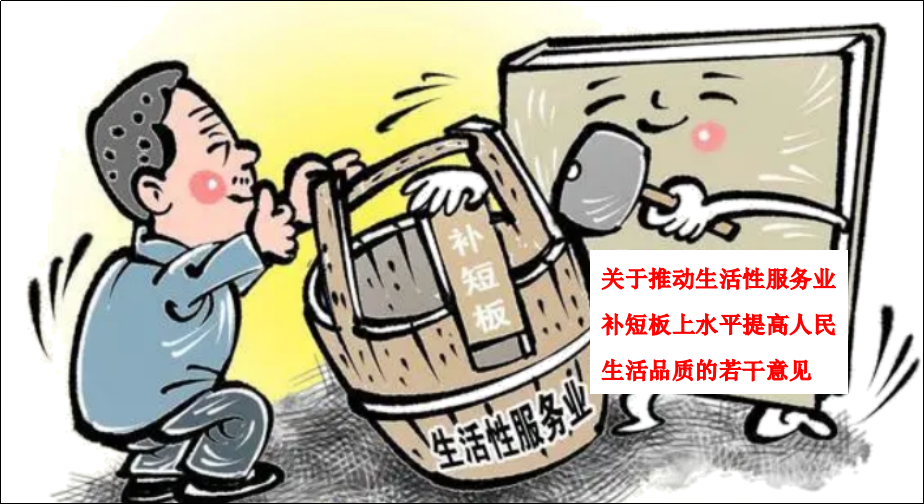 补短板
生活性服务业
关于推动生活性服务业
补短板上水平提高人民
生活品质的若干意见